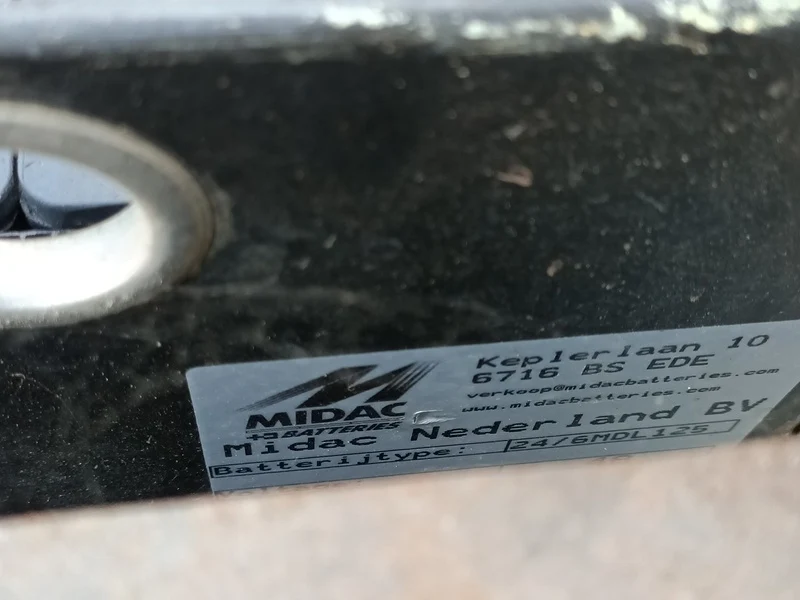 MIDAC
BATTERIES
Keplerlaan 10
6716 BS EDE
verkoop@midacbatteries.com
www.midacbatteries.com
Midac Nederland BV
Batterijtype: 24/6MDL125